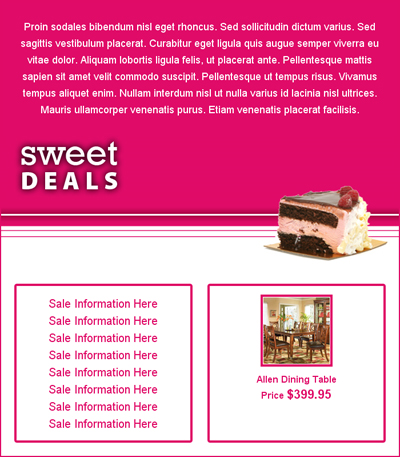 Proin sodales bibendum nisl eget rhoncus. Sed sollicitudin dictum varius. Sed
sagittis vestibulum placerat. Curabitur eget ligula quis augue semper viverra eu
vitae dolor. Aliquam lobortis ligula felis, ut placerat ante. Pellentesque mattis
sapien sit amet velit commodo suscipit. Pellentesque ut tempus risus. Vivamus
tempus aliquet enim. Nullam interdum nisl ut nulla varius id lacinia nisl ultrices.
Mauris ullamcorper venenatis purus. Etiam venenatis placerat facilisis.
sweet
DEALS
Sale Information Here
Sale Information Here
Sale Information Here
Sale Information Here
Sale Information Here
Sale Information Here
Sale Information Here
Sale Information Here
Allen Dining Table
Price $399.95